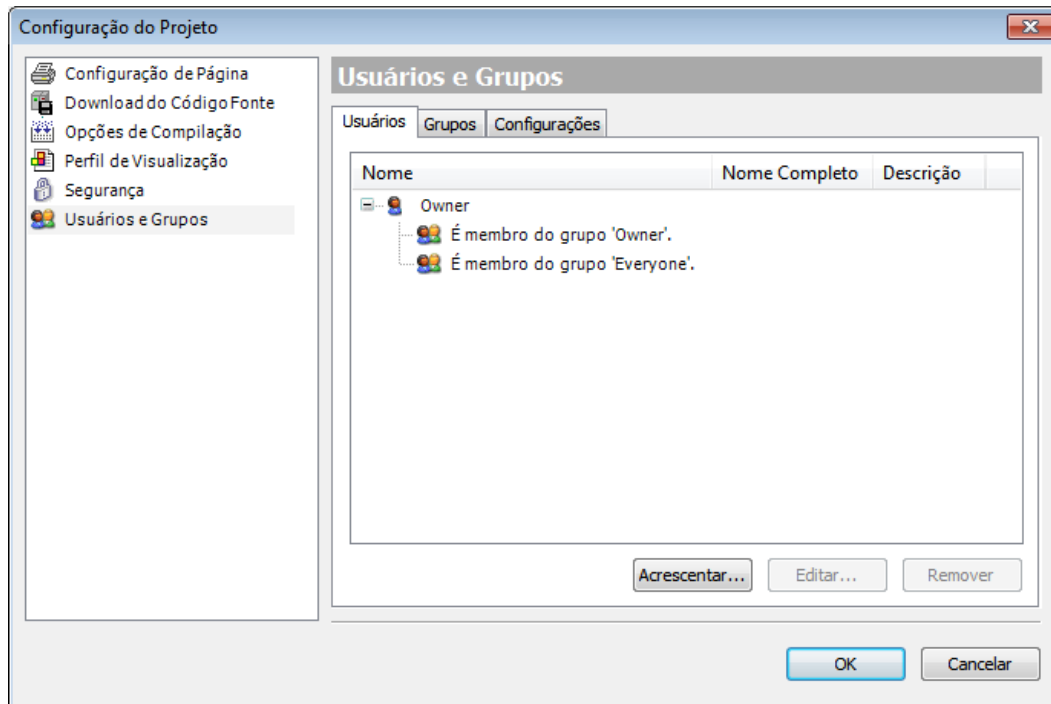 Configuração do Projeto
Configuração de Página
Download do Código Fonte
Opções de Compilação
Perfil de Visualização
Segurança
Usuários e Grupos
Usuários e Grupos
Usuários Grupos Configurações
Nome Nome Completo Descrição
Owner
É membro do grupo 'Owner'.
É membro do grupo 'Everyone'.
Acrescentar... Editar... Remover
OK Cancelar